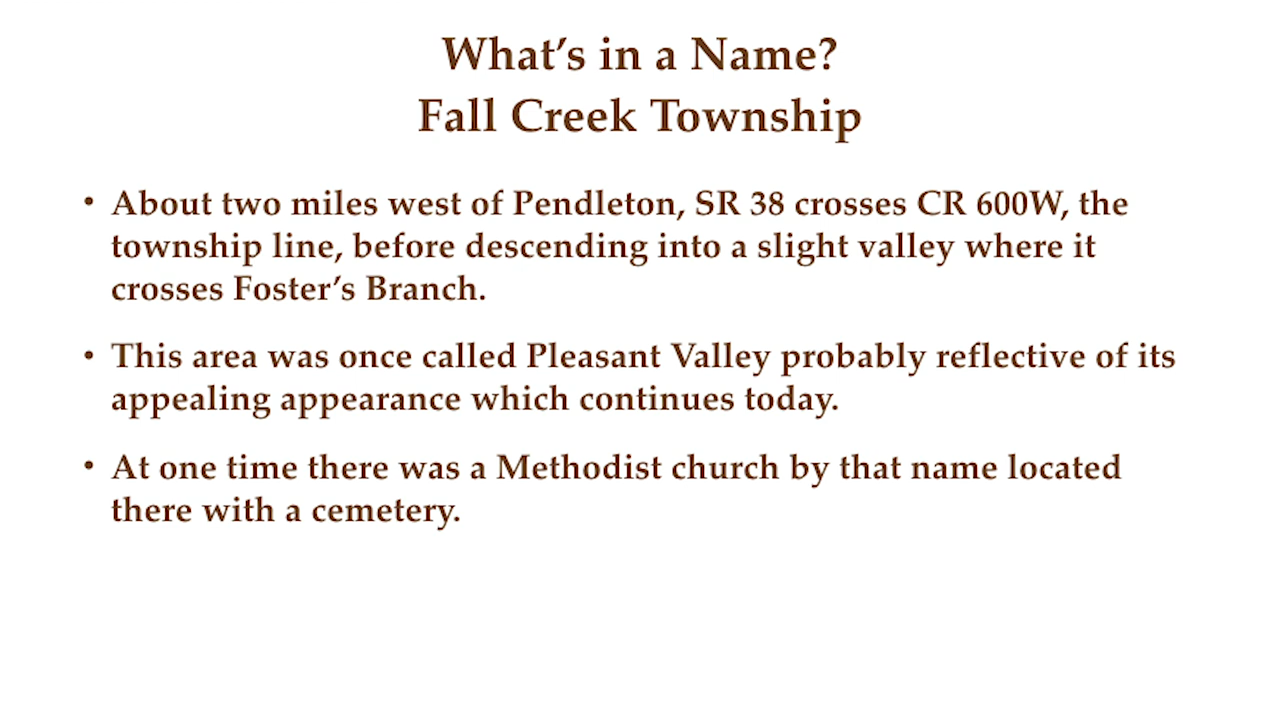 What’s in a Name?
Fall Creek Township
• About two miles west of Pendleton, SR 38 crosses CR 600W, the
township line, before descending into a slight valley where it
crosses Foster’s Branch.
• This area was once called Pleasant Valley probably reflective of its
appealing appearance which continues today.
• At one time there was a Methodist church by that name located
there with a cemetery.